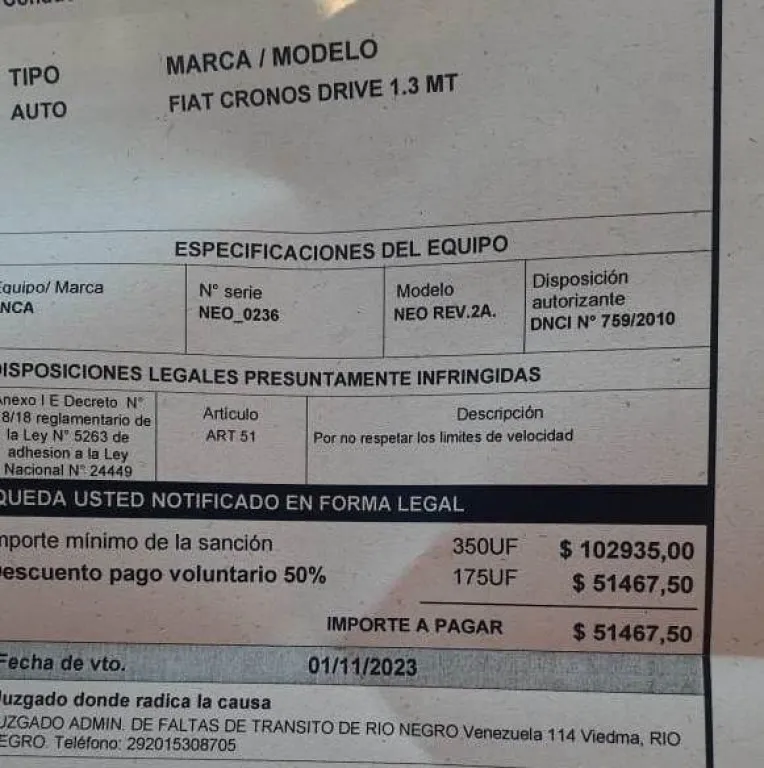 TIPO
MARCA / MODELO
AUTO
FIAT CRONOS DRIVE 1.3 MT
ESPECIFICACIONES DEL EQUIPO
quipo/ Marca
NCA
N° serie
NEO_0236
Modelo
NEO REV.2A.
Disposición
autorizante
DNCI N° 759/2010
ISPOSICIONES LEGALES PRESUNTAMENTE INFRINGIDAS
nexo I E Decreto N°
8/18 reglamentario de
la Ley N° 5263 de
adhesion a la Ley
Nacional N° 24449
Artículo
ART 51
Descripción
Por no respetar los limites de velocidad
QUEDA USTED NOTIFICADO EN FORMA LEGAL
mporte mínimo de la sanción 350UF $ 102935,00
escuento pago voluntario 50% 175UF $ 51467,50
IMPORTE A PAGAR $ 51467,50
Fecha de vto. 01/11/2023
Juzgado donde radica la causa
UZGADO ADMIN. DE FALTAS DE TRANSITO DE RIO NEGRO Venezuela 114 Viedma, RIO
EGRO. Teléfono: 292015308705